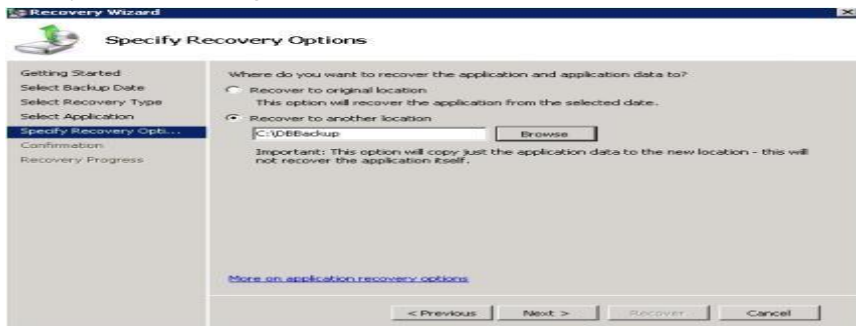 Recovery Wizard
Specify Recovery Options
Getting Started
Select Backup Date
Select Recovery Type
Select Application
Specify Recovery Opti...
Confirmation
Recovery Progress
Where do you want to recover the application and application data to?
Recover to original location
This option will recover the application from the selected date.
Recover to another location
C:\DBBackup
Browse
Important: This option will copy just the application data to the new location - this will
not recover the application itself.
More on application recovery options
< Previous
Next >
Recover
Cancel